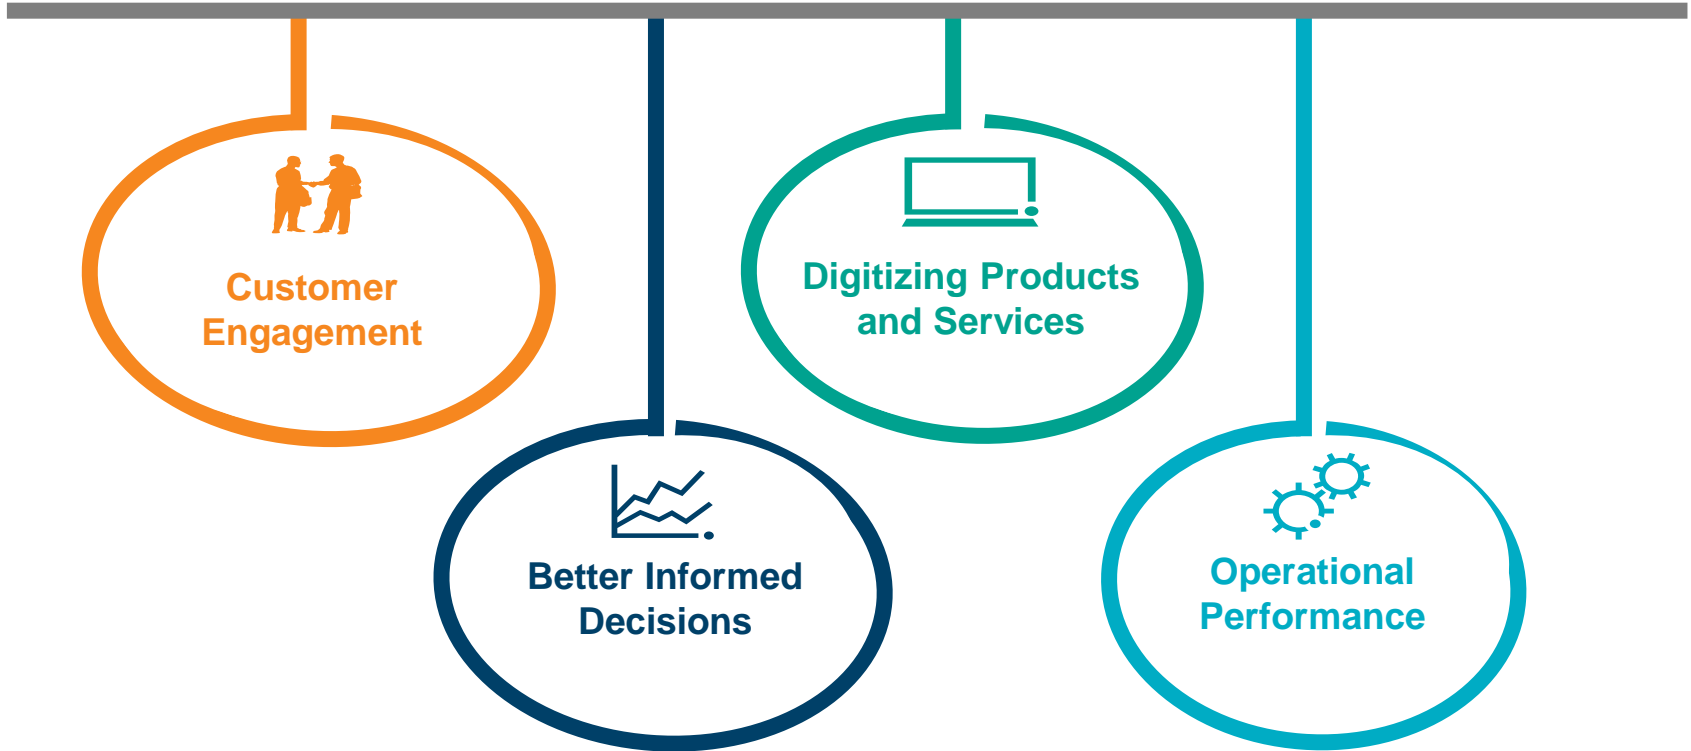 Customer
Engagement
Better Informed
Decisions
Digitizing Products
and Services
Operational
Performance